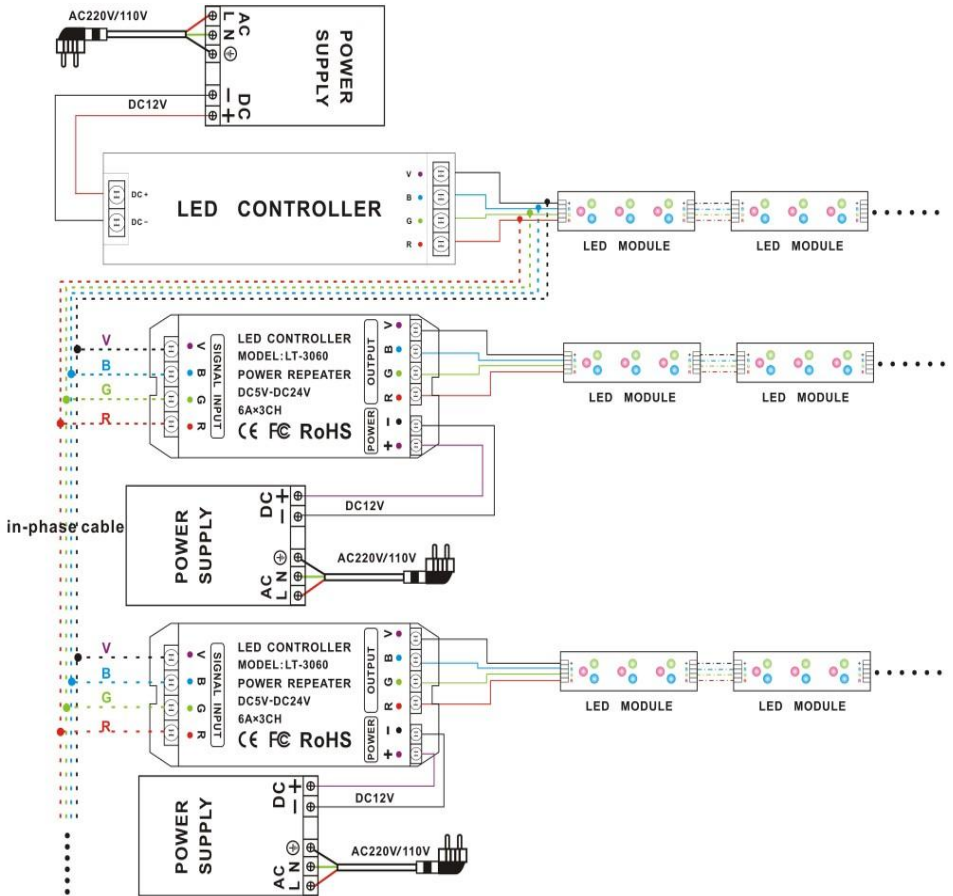 AC220V/110V
L AC
N
POWER
SUPPLY
DC12V
− DC
+
LED CONTROLLER
DC +
DC −
V
B
G
R
LED MODULE
LED MODULE
V
B
G
R
V
B
G
R
SIGNAL INPUT
LED CONTROLLER
MODEL:LT-3060
POWER REPEATER
DC5V-DC24V
6A×3CH
CE FC RoHS
OUTPUT
V
B
G
R
POWER
−
+
LED MODULE
LED MODULE
in-phase cable
POWER
SUPPLY
DC +
−
AC N
L
DC12V
AC220V/110V
V
B
G
R
V
B
G
R
SIGNAL INPUT
LED CONTROLLER
MODEL:LT-3060
POWER REPEATER
DC5V-DC24V
6A×3CH
CE FC RoHS
OUTPUT
V
B
G
R
POWER
−
+
LED MODULE
LED MODULE
POWER
SUPPLY
DC +
−
AC N
L
DC12V
AC220V/110V